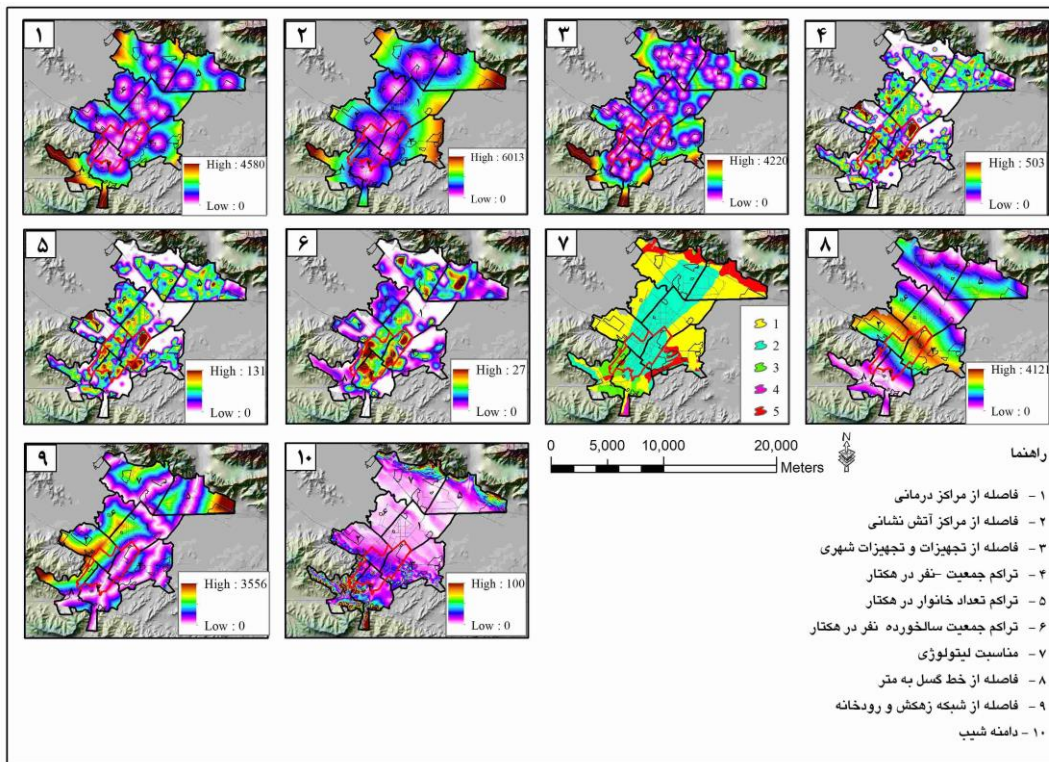 ۱
High : 4580
Low : 0
۲
High : 6013
Low : 0
۳
High : 4220
Low : 0
۴
High : 503
Low : 0
۵
High : 131
Low : 0
۶
High : 27
Low : 0
۷
1
2
3
4
5
۸
High : 4121
Low : 0
۹
High : 3556
Low : 0
۱۰
High : 100
Low : 0
0 5,000 10,000 20,000
Meters
N
راهنما
۱ - فاصله از مراکز درمانی
۲ - فاصله از مراکز آتش نشانی
۳ - فاصله از تجهیزات و تجهیزات شهری
۴ - تراکم جمعیت -نفر در هکتار
۵ - تراکم تعداد خانوار در هکتار
۶ - تراکم جمعیت سالخورده نفر در هکتار
۷ - مناسبت لیتولوژی
۸ - فاصله از خط گسل به متر
۹ - فاصله از شبکه زهکش و رودخانه
۱۰ - دامنه شیب